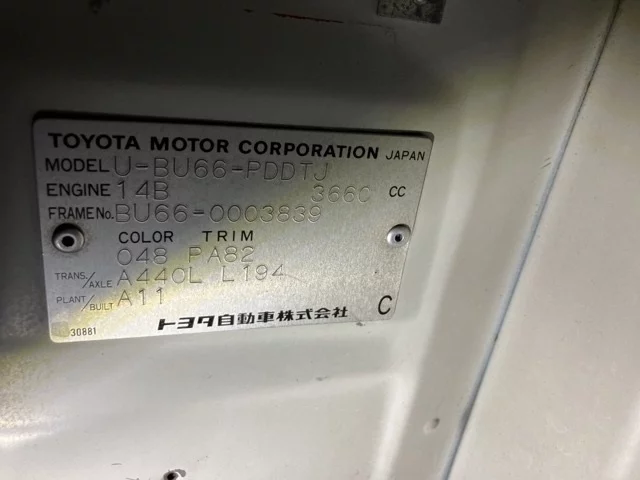 TOYOTA MOTOR CORPORATION JAPAN
MODEL U-BU66-PDDTJ
ENGINE 14B 3660 CC
FRAME No. BU66-0003839
COLOR TRIM
048 PA82
TRANS./AXLE A440L L194
PLANT/BUILT A11
トヨタ自動車株式会社 C
30881